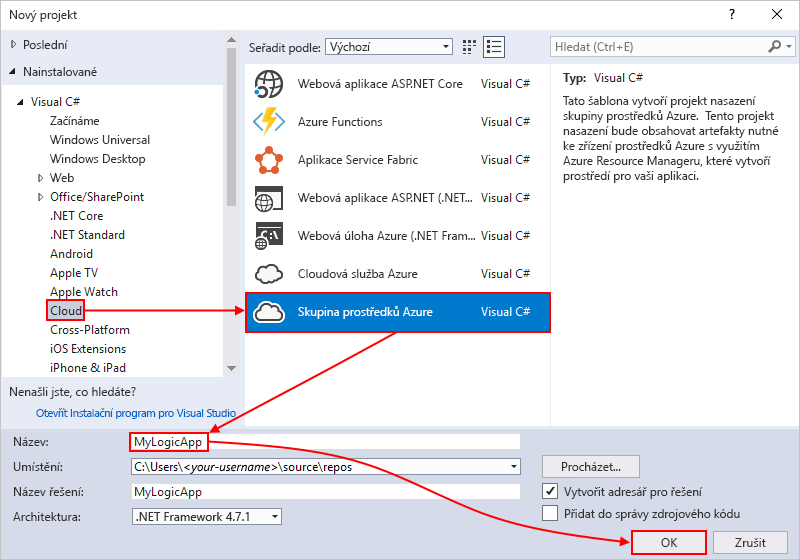 Nový projekt
Poslední
Nainstalované
Visual C#
Začínáme
Windows Universal
Windows Desktop
Web
Office/SharePoint
.NET Core
.NET Standard
Android
Apple TV
Apple Watch
Cloud
Cross-Platform
iOS Extensions
iPhone & iPad
Nenašli jste, co hledáte?
Otevřít Instalační program pro Visual Studio
Seřadit podle: Výchozí
Webová aplikace ASP.NET Core Visual C#
Azure Functions Visual C#
Aplikace Service Fabric Visual C#
Webová aplikace ASP.NET (.NET... Visual C#
Webová úloha Azure (.NET Fram... Visual C#
Cloudová služba Azure Visual C#
Skupina prostředků Azure Visual C#
Hledat (Ctrl+E)
Typ: Visual C#
Tato šablona vytvoří projekt nasazení
skupiny prostředků Azure. Tento projekt
nasazení bude obsahovat artefakty nutné
ke zřízení prostředků Azure s využitím
Azure Resource Manageru, které vytvoří
prostředí pro vaši aplikaci.
Název: MyLogicApp
Umístění: C:\Users\<your-username>\source\repos
Procházet...
Název řešení: MyLogicApp
Vytvořit adresář pro řešení
Architektura: .NET Framework 4.7.1
Přidat do správy zdrojového kódu
OK
Zrušit